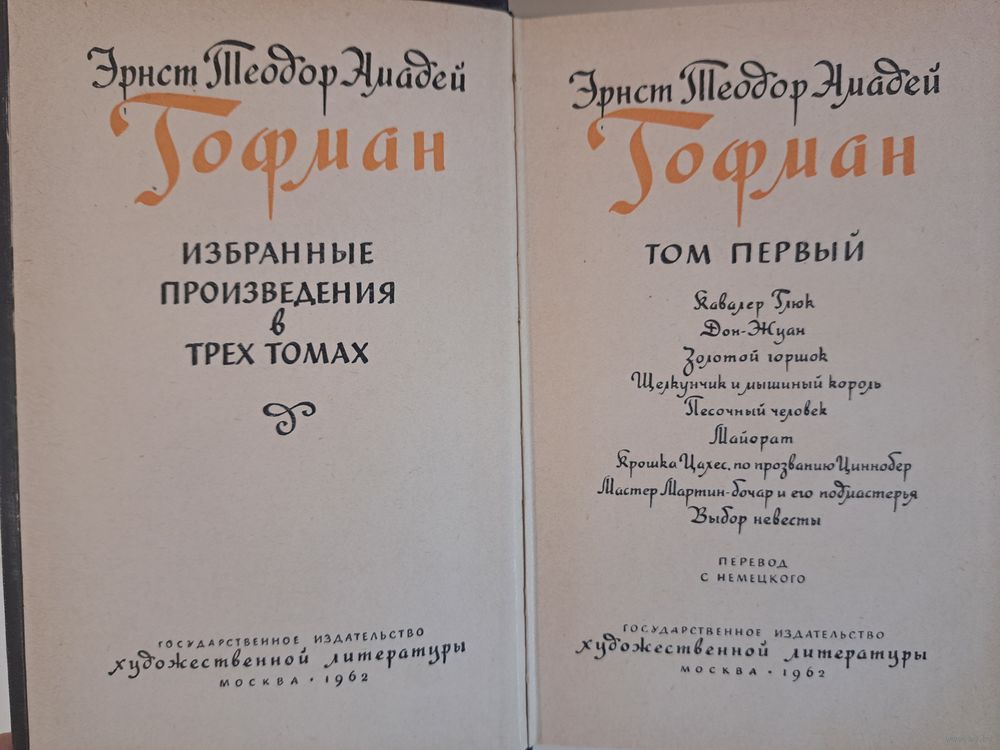 Эрнст Теодор Амадей
Гофман
ИЗБРАННЫЕ
ПРОИЗВЕДЕНИЯ
в
ТРЕХ ТОМАХ
ГОСУДАРСТВЕННОЕ ИЗДАТЕЛЬСТВО
художественной литературы
МОСКВА • 1962
Эрнст Теодор Амадей
Гофман
ТОМ ПЕРВЫЙ
Кавалер Глюк
Дон-Жуан
Золотой горшок
Щелкунчик и мышиный король
Песочный человек
Майорат
Крошка Цахес, по прозванию Циннобер
Мастер Мартин-бочар и его подмастерья
Выбор невесты
ПЕРЕВОД
С НЕМЕЦКОГО
ГОСУДАРСТВЕННОЕ ИЗДАТЕЛЬСТВО
художественной литературы
МОСКВА • 1962